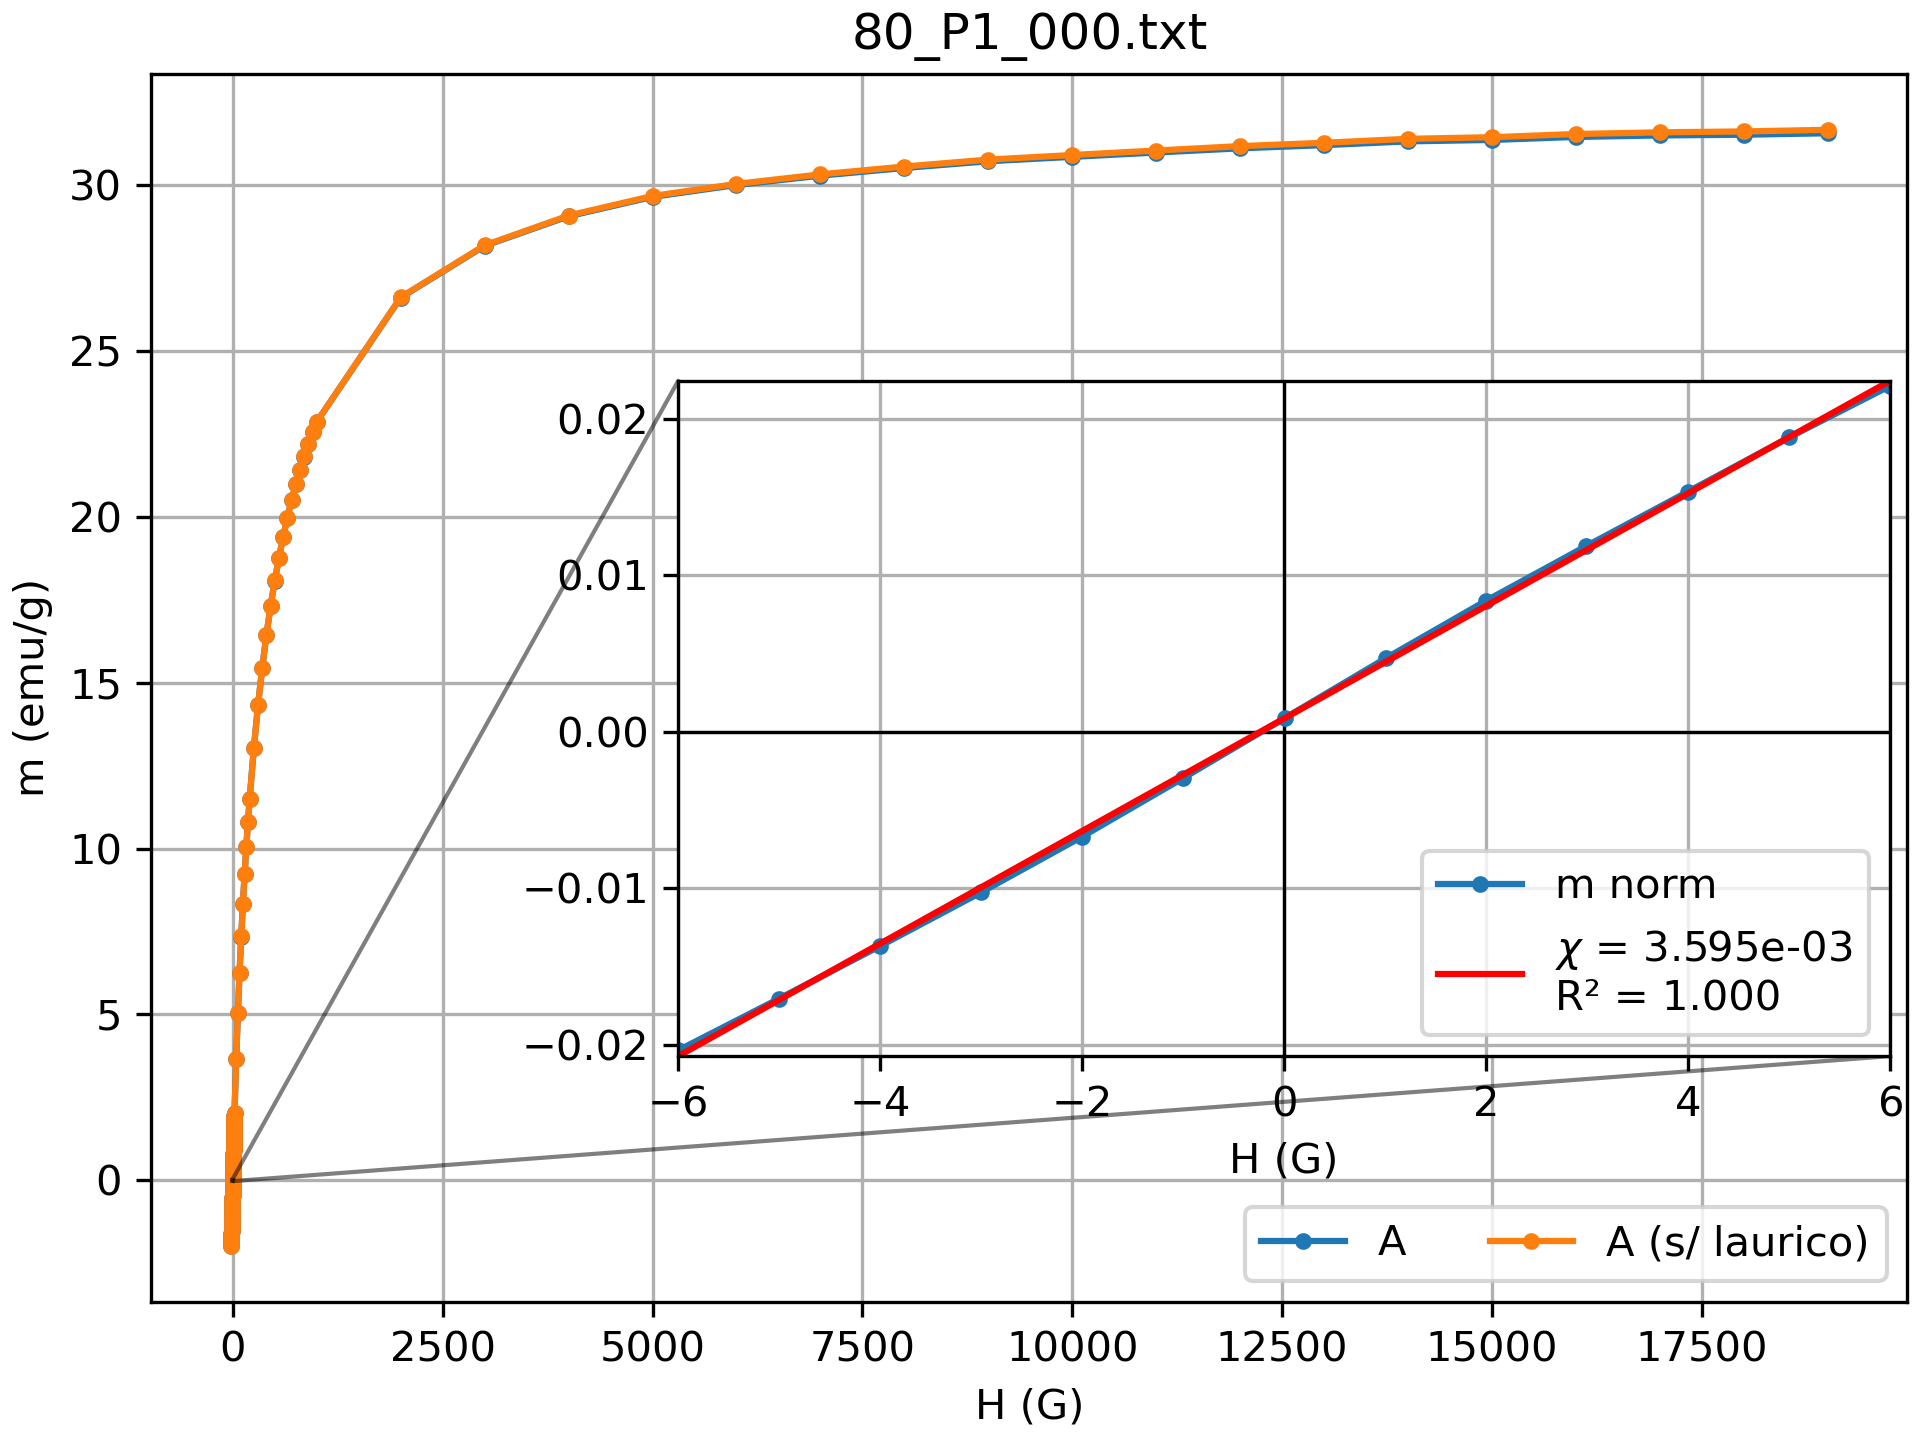 80_P1_000.txt
m (emu/g)
30
25
20
15
10
5
0
0.02
0.01
0.00
−0.01
−0.02
m norm
χ = 3.595e-03
R² = 1.000
−6 −4 −2 0 2 4 6
H (G)
A A (s/ laurico)
0 2500 5000 7500 10000 12500 15000 17500
H (G)